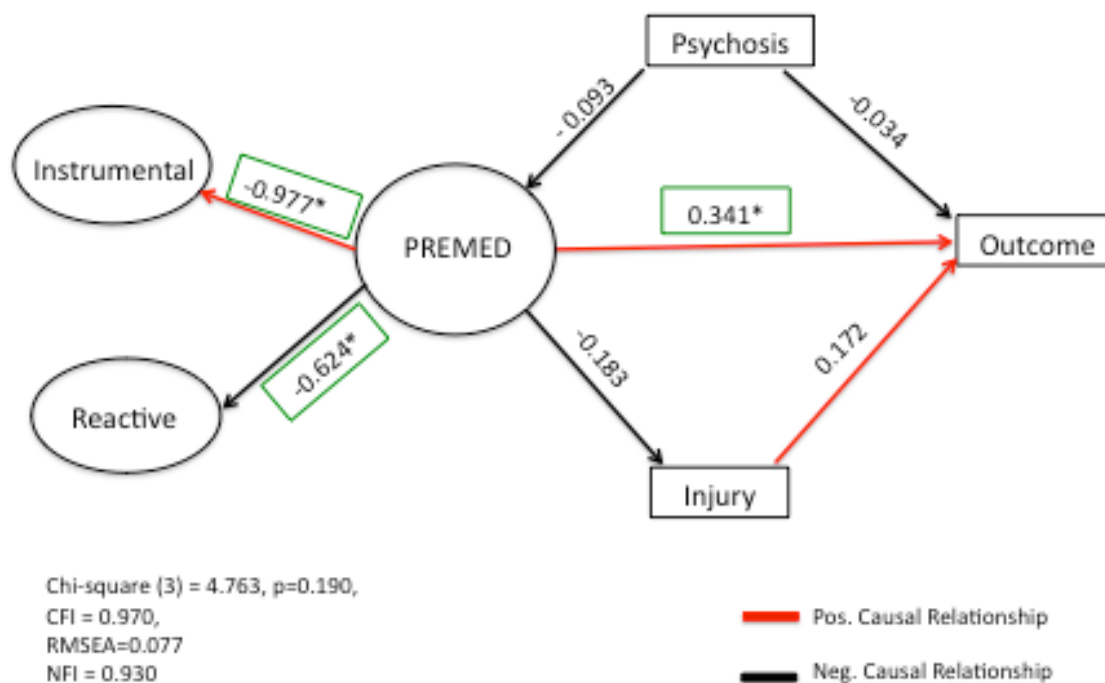 Psychosis
- 0.093
-0.034
Instrumental
-0.977*
PREMED
0.341*
Outcome
-0.624*
-0.183
0.172
Reactive
Injury
Chi-square (3) = 4.763, p=0.190,
CFI = 0.970,
RMSEA=0.077
NFI = 0.930
Pos. Causal Relationship
Neg. Causal Relationship